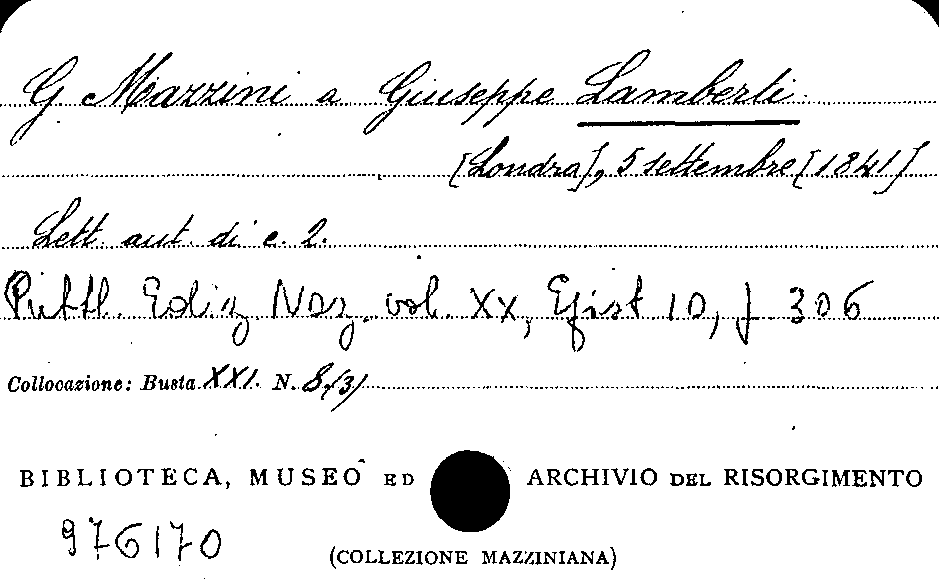 G. Mazzini a Giuseppe Lamberti
[Londra], 5 settembre [1841]
Lett. aut. di c. 2.
Pubbl. Ediz Naz. vol. XX, Epist 10, p 306
Collocazione: Busta XXI. N. 8/3/
BIBLIOTECA, MUSEO ED ARCHIVIO DEL RISORGIMENTO
976170
(COLLEZIONE MAZZINIANA)